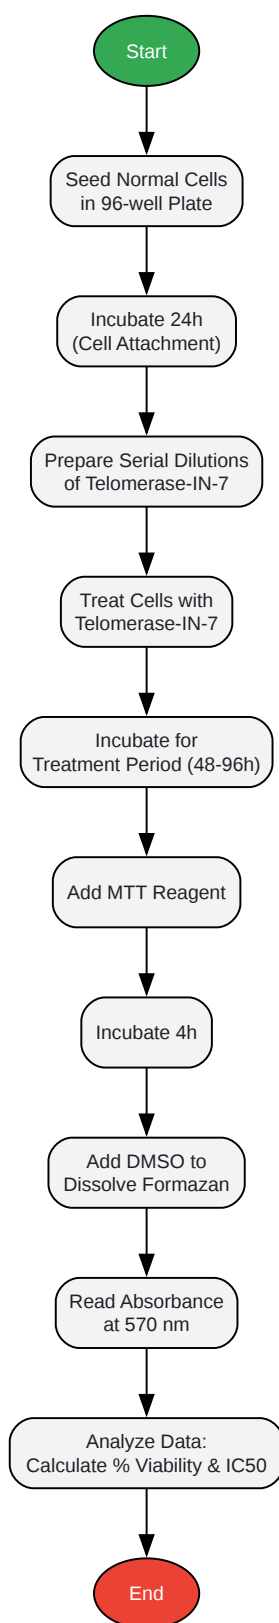 Start
Seed Normal Cells
in 96-well Plate
Incubate 24h
(Cell Attachment)
Prepare Serial Dilutions
of Telomerase-IN-7
Treat Cells with
Telomerase-IN-7
Incubate for
Treatment Period (48-96h)
Add MTT Reagent
Incubate 4h
Add DMSO to
Dissolve Formazan
Read Absorbance
at 570 nm
Analyze Data:
Calculate % Viability & IC50
End